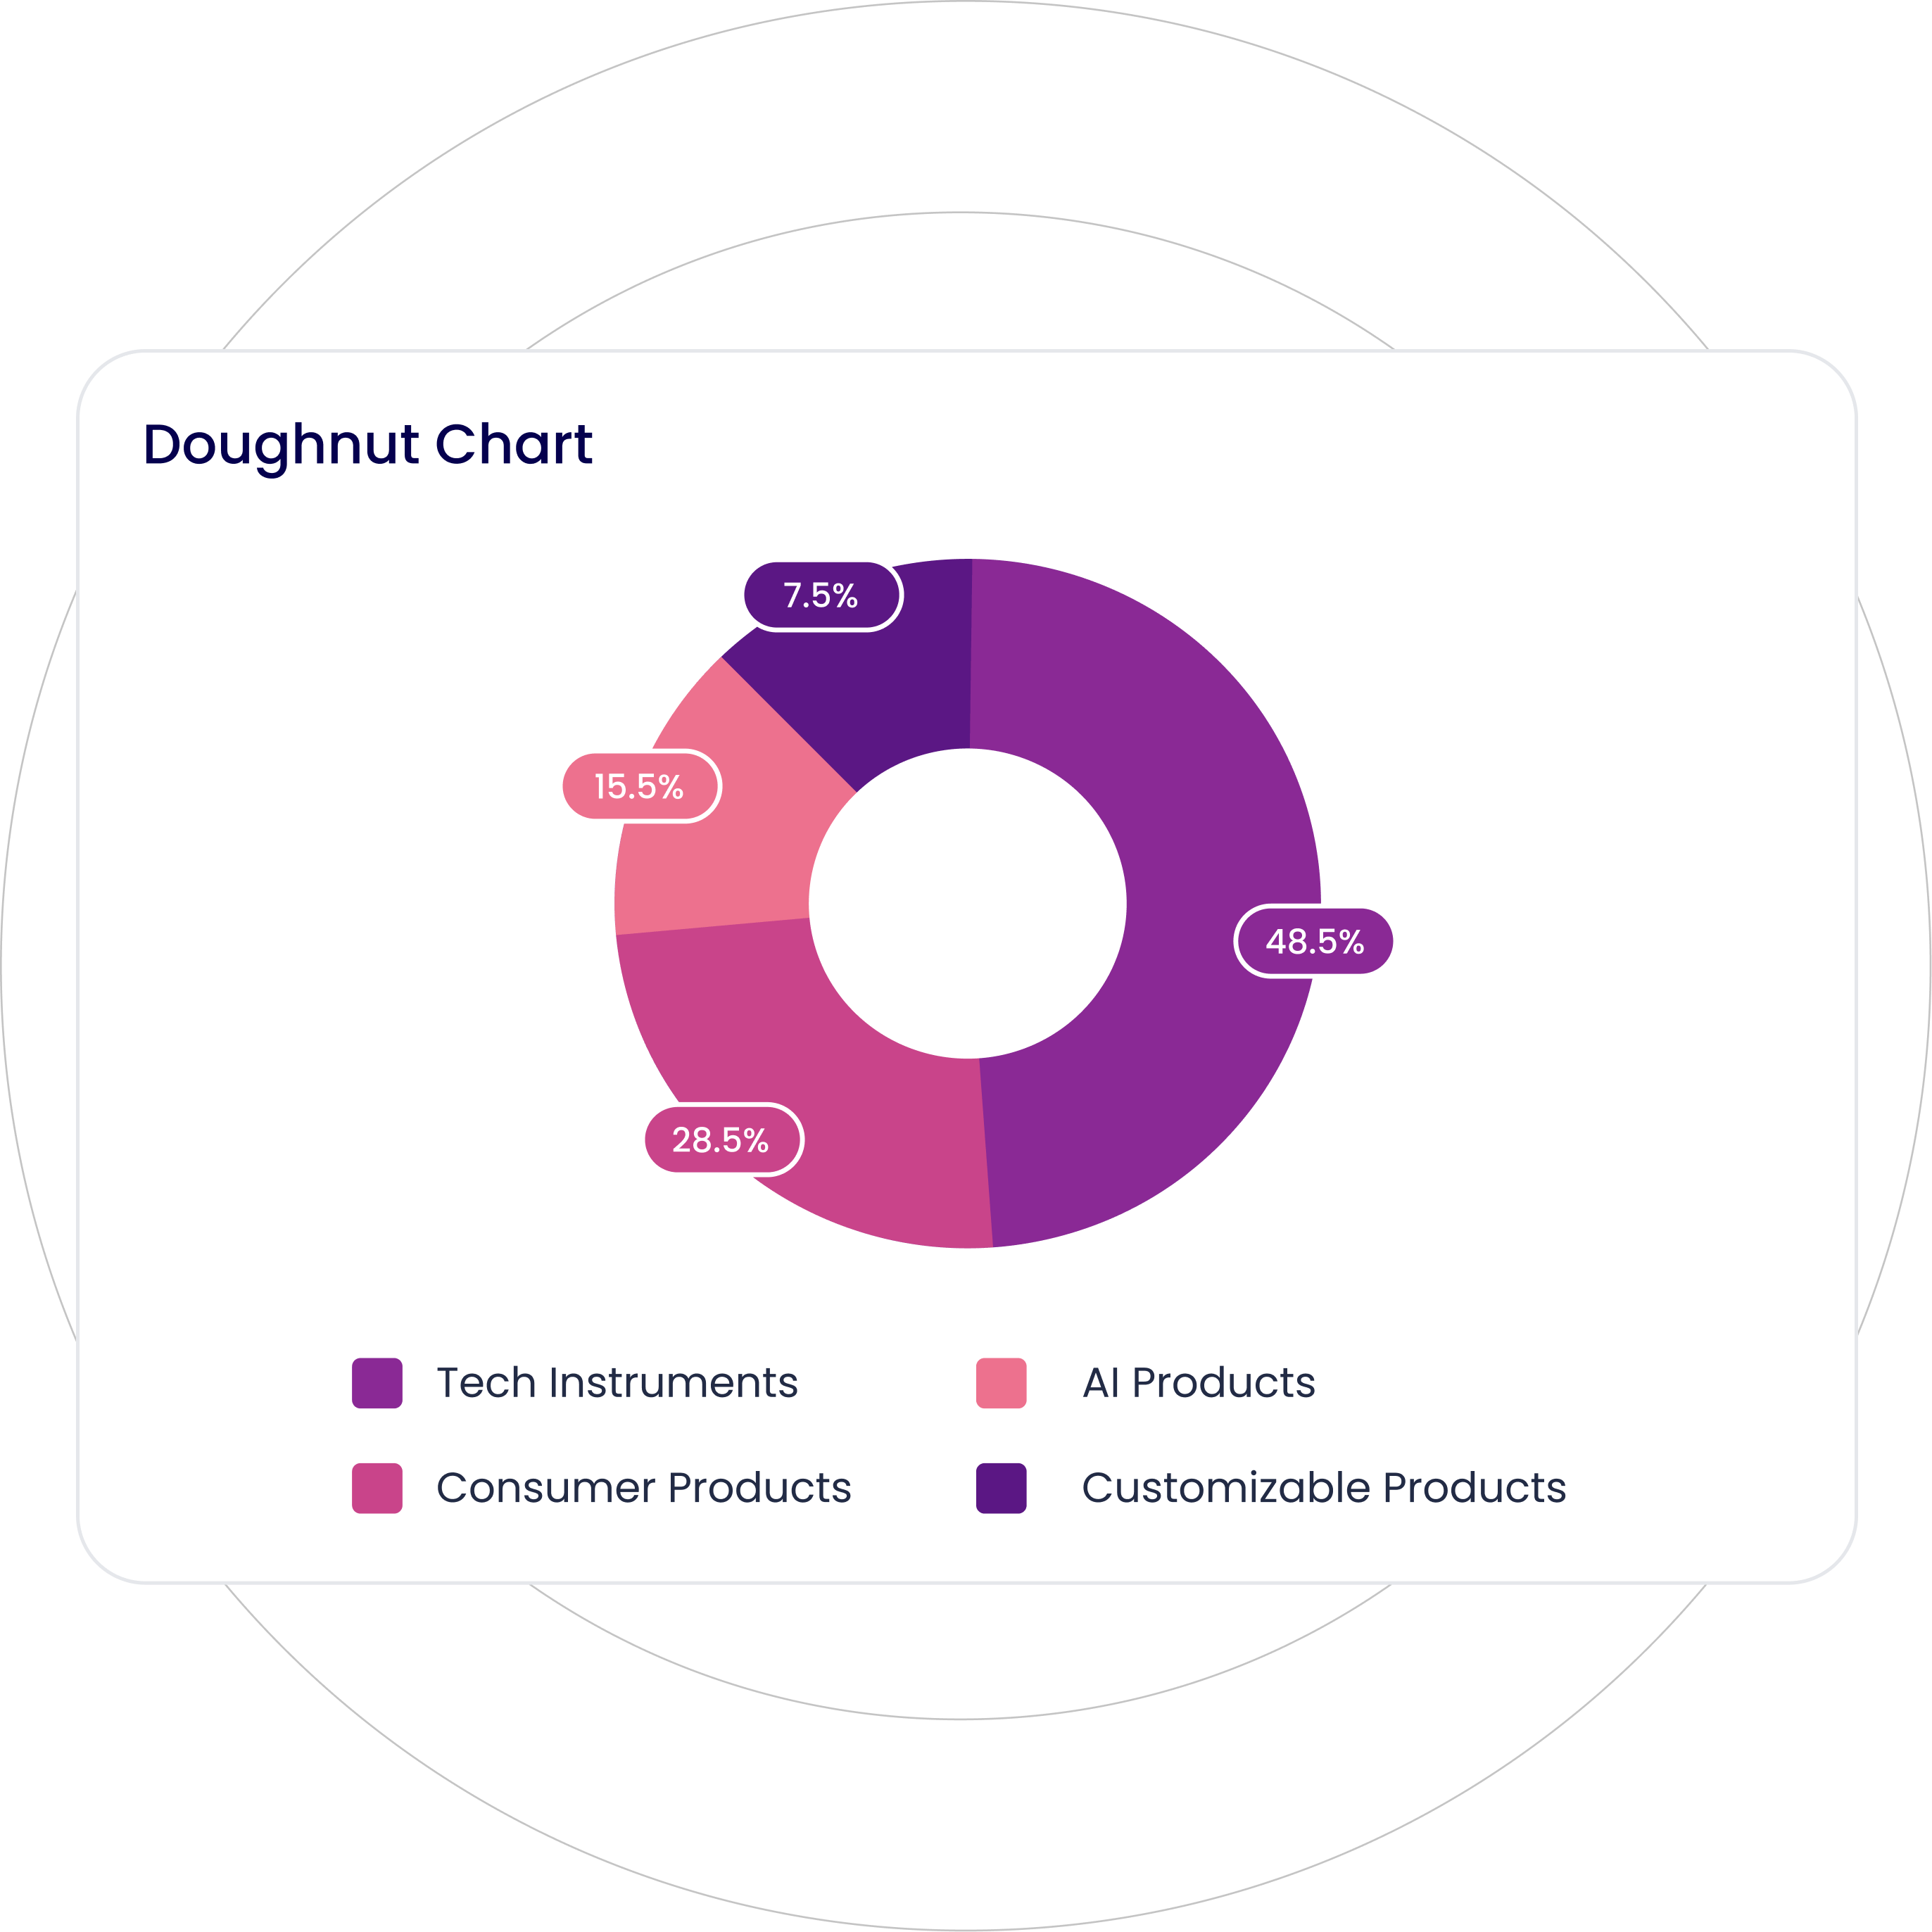 Doughnut Chart
7.5%
15.5%
48.5%
28.5%
Tech Instruments
AI Products
Consumer Products
Customizable Products